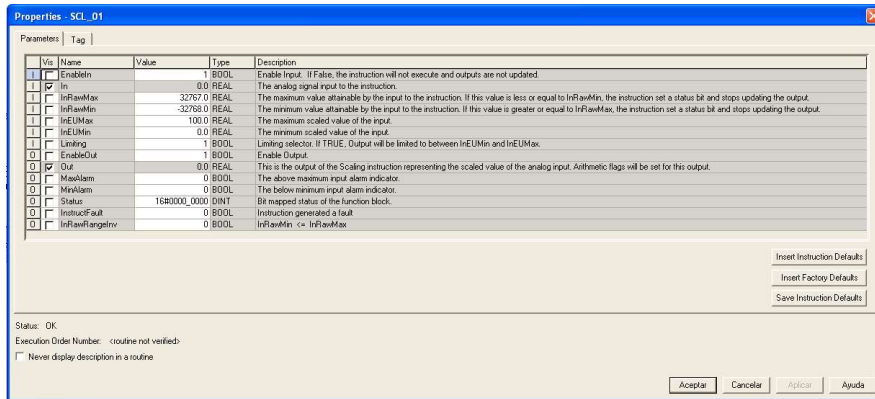 Properties - SCL_01
Parameters Tag
Vis Name Value Type Description
I EnableIn 1 BOOL Enable Input. If False, the instruction will not execute and outputs are not updated.
I In 0.0 REAL The analog signal input to the instruction.
I InRawMax 32767.0 REAL The maximum value attainable by the input to the instruction. If this value is less or equal to InRawMin, the instruction set a status bit and stops updating the output.
I InRawMin -32768.0 REAL The minimum value attainable by the input to the instruction. If this value is greater or equal to InRawMax, the instruction set a status bit and stops updating the output.
I InEUMax 100.0 REAL The maximum scaled value of the input.
I InEUMin 0.0 REAL The minimum scaled value of the input.
I Limiting 1 BOOL Limiting selector. If TRUE, Output will be limited to between InEUMin and InEUMax.
O EnableOut 1 BOOL Enable Output.
O Out 0.0 REAL This is the output of the Scaling instruction representing the scaled value of the analog input. Arithmetic flags will be set for this output.
O MaxAlarm 0 BOOL The above maximum input alarm indicator.
O MinAlarm 0 BOOL The below minimum input alarm indicator.
O Status 16#0000_0000 DINT Bit mapped status of the function block.
O InstructFault 0 BOOL Instruction generated a fault
O InRawRangeInv 0 BOOL InRawMin <= InRawMax
Insert Instruction Defaults
Insert Factory Defaults
Save Instruction Defaults
Status: OK
Execution Order Number: <routine not verified>
Never display description in a routine
Aceptar Cancelar Aplicar Ayuda